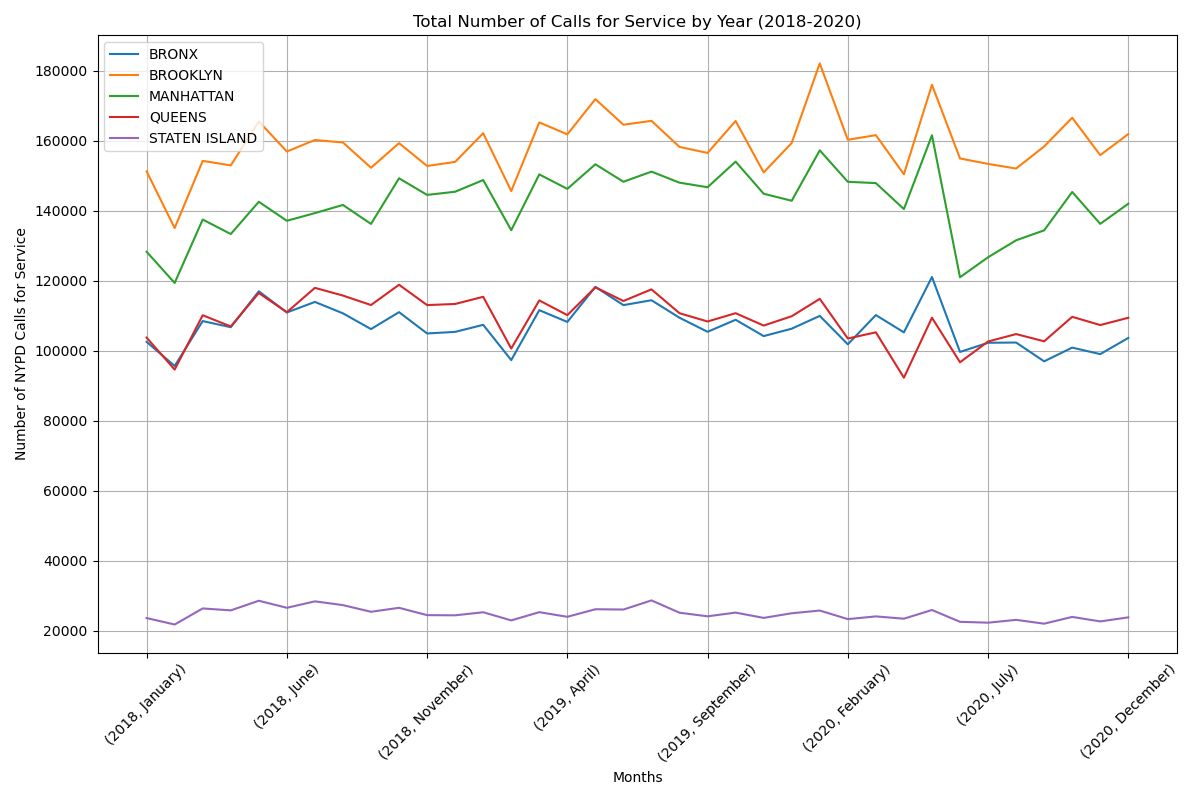 Total Number of Calls for Service by Year (2018-2020)
BRONX
BROOKLYN
MANHATTAN
QUEENS
STATEN ISLAND
Number of NYPD Calls for Service
180000
160000
140000
120000
100000
80000
60000
40000
20000
(2018, January)
(2018, June)
(2018, November)
(2019, April)
(2019, September)
(2020, February)
(2020, July)
(2020, December)
Months